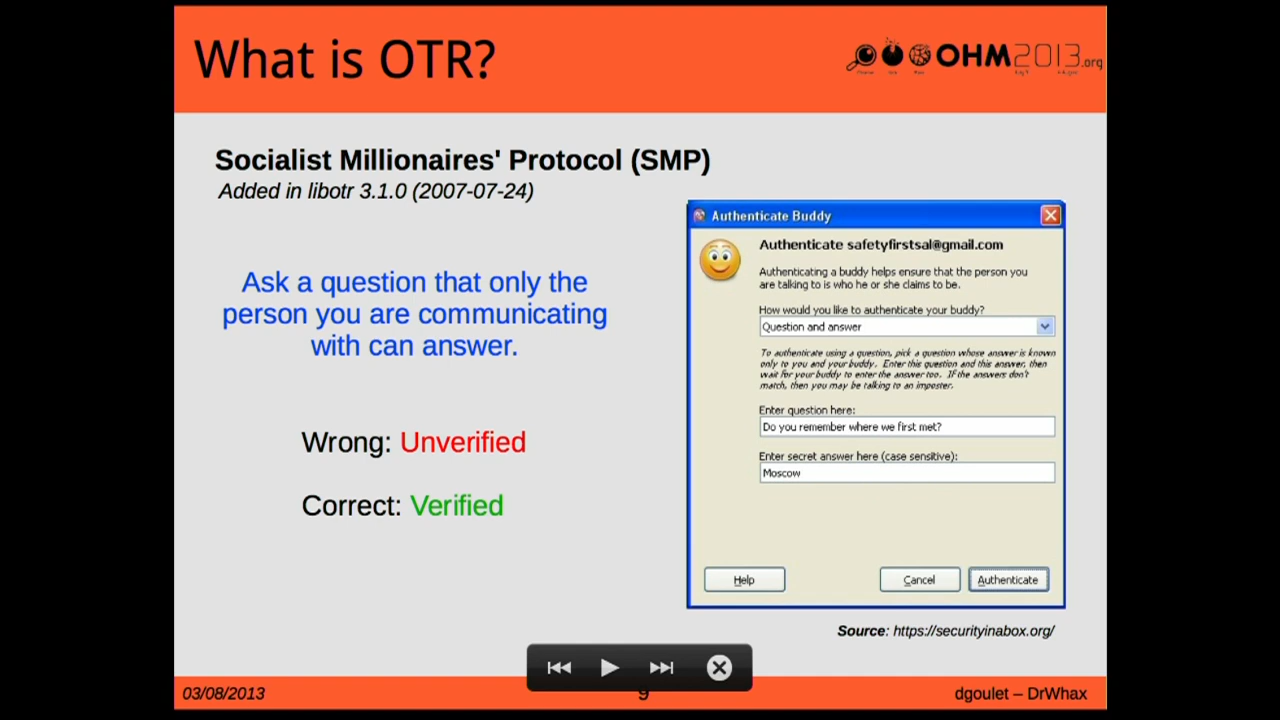 What is OTR?
OHM2013.org
Socialist Millionaires' Protocol (SMP)
Added in libotr 3.1.0 (2007-07-24)
Ask a question that only the
person you are communicating
with can answer.
Wrong: Unverified
Correct: Verified
Authenticate Buddy
Authenticate safetyfirstsal@gmail.com
Authenticating a buddy helps ensure that the person you
are talking to is who he or she claims to be.
How would you like to authenticate your buddy?
Question and answer
To authenticate using a question, pick a question whose answer is known
only to you and your buddy. Enter this question and this answer, then
wait for your buddy to enter the answer too. If the answers don't
match, then you may be talking to an imposter.
Enter question here:
Do you remember where we first met?
Enter secret answer here (case sensitive):
Moscow
Help
Cancel
Authenticate
Source: https://securityinabox.org/
03/08/2013
9
dgoulet – DrWhax